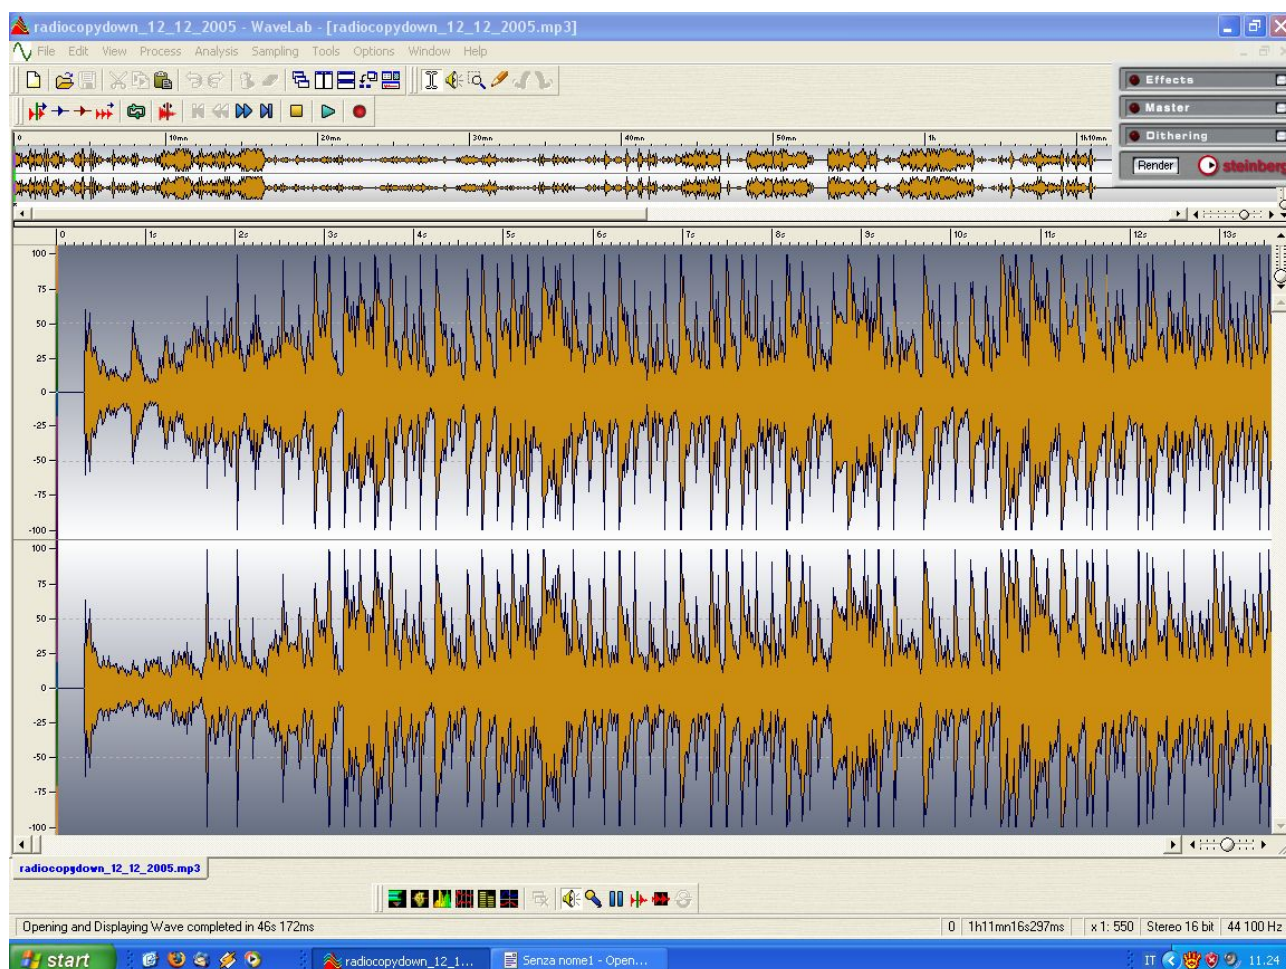 radiocopydown_12_12_2005 - WaveLab - [radiocopydown_12_12_2005.mp3]
File Edit View Process Analysis Sampling Tools Options Window Help
Effects
Master
Dithering
Render steinberg
0 10mn 20mn 30mn 40mn 50mn 1h 1h10mn
0 1s 2s 3s 4s 5s 6s 7s 8s 9s 10s 11s 12s 13s
100
75
50
25
0
-25
-50
-75
-100
100
75
50
25
0
-25
-50
-75
-100
radiocopydown_12_12_2005.mp3
Opening and Displaying Wave completed in 46s 172ms 0 1h11mn16s297ms x 1: 550 Stereo 16 bit 44 100 Hz
start radiocopydown_12_1... Senza nome1 - Open... IT 11.24